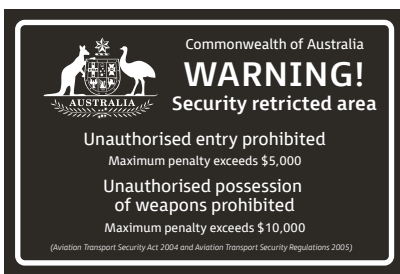 Commonwealth of Australia
WARNING!
Security retricted area
AUSTRALIA
Unauthorised entry prohibited
Maximum penalty exceeds $5,000
Unauthorised possession
of weapons prohibited
Maximum penalty exceeds $10,000
(Aviation Transport Security Act 2004 and Aviation Transport Security Regulations 2005)